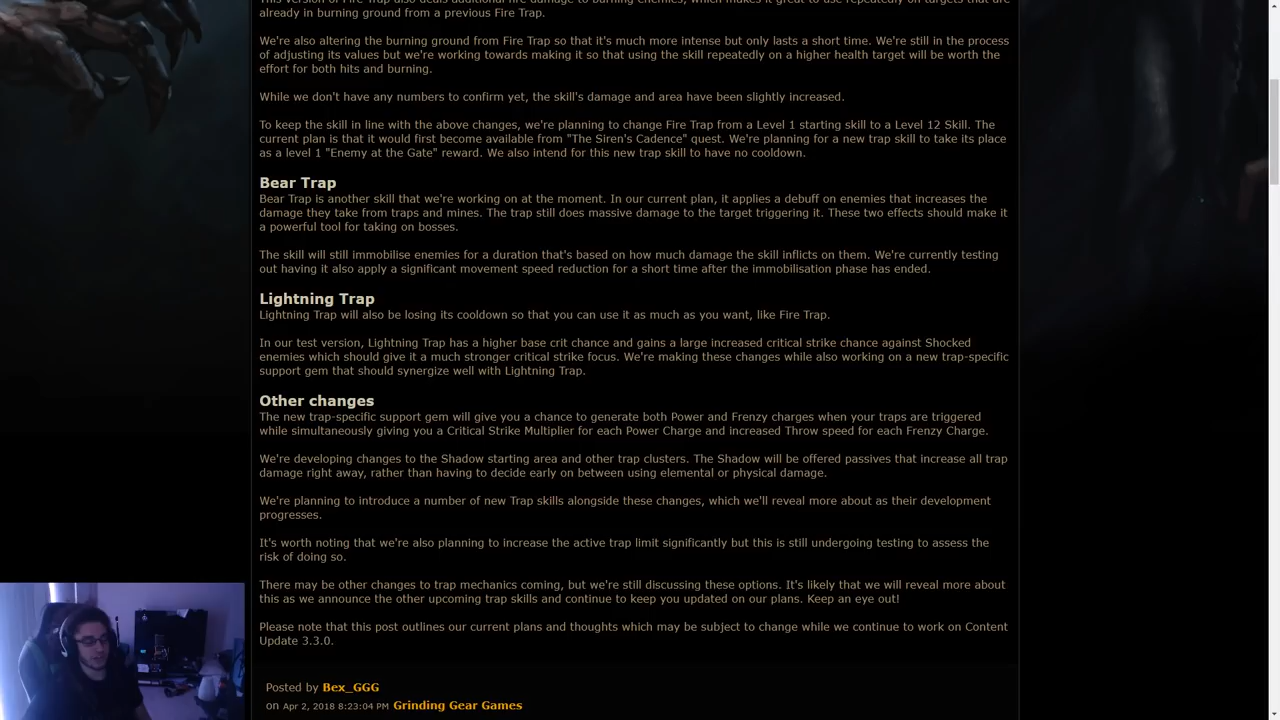 This version of Fire Trap also deals additional fire damage to burning enemies, which makes it great to use repeatedly on targets that are
already in burning ground from a previous Fire Trap.
We're also altering the burning ground from Fire Trap so that it's much more intense but only lasts a short time. We're still in the process
of adjusting its values but we're working towards making it so that using the skill repeatedly on a higher health target will be worth the
effort for both hits and burning.
While we don't have any numbers to confirm yet, the skill's damage and area have been slightly increased.
To keep the skill in line with the above changes, we're planning to change Fire Trap from a Level 1 starting skill to a Level 12 Skill. The
current plan is that it would first become available from "The Siren's Cadence" quest. We're planning for a new trap skill to take its place
as a level 1 "Enemy at the Gate" reward. We also intend for this new trap skill to have no cooldown.
Bear Trap
Bear Trap is another skill that we're working on at the moment. In our current plan, it applies a debuff on enemies that increases the
damage they take from traps and mines. The trap still does massive damage to the target triggering it. These two effects should make it
a powerful tool for taking on bosses.
The skill will still immobilise enemies for a duration that's based on how much damage the skill inflicts on them. We're currently testing
out having it also apply a significant movement speed reduction for a short time after the immobilisation phase has ended.
Lightning Trap
Lightning Trap will also be losing its cooldown so that you can use it as much as you want, like Fire Trap.
In our test version, Lightning Trap has a higher base crit chance and gains a large increased critical strike chance against Shocked
enemies which should give it a much stronger critical strike focus. We're making these changes while also working on a new trap-specific
support gem that should synergize well with Lightning Trap.
Other changes
The new trap-specific support gem will give you a chance to generate both Power and Frenzy charges when your traps are triggered
while simultaneously giving you a Critical Strike Multiplier for each Power Charge and increased Throw speed for each Frenzy Charge.
We're developing changes to the Shadow starting area and other trap clusters. The Shadow will be offered passives that increase all trap
damage right away, rather than having to decide early on between using elemental or physical damage.
We're planning to introduce a number of new Trap skills alongside these changes, which we'll reveal more about as their development
progresses.
It's worth noting that we're also planning to increase the active trap limit significantly but this is still undergoing testing to assess the
risk of doing so.
There may be other changes to trap mechanics coming, but we're still discussing these options. It's likely that we will reveal more about
this as we announce the other upcoming trap skills and continue to keep you updated on our plans. Keep an eye out!
Please note that this post outlines our current plans and thoughts which may be subject to change while we continue to work on Content
Update 3.3.0.
Posted by Bex_GGG
on Apr 2, 2018 8:23:04 PM Grinding Gear Games